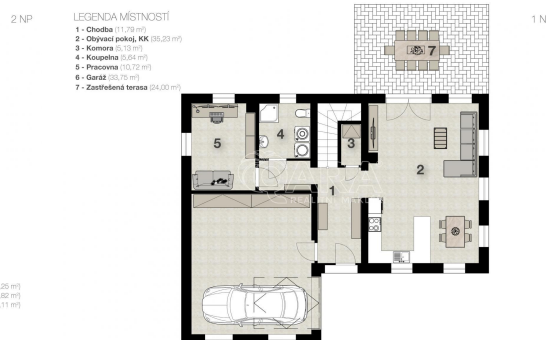 2 NP
LEGENDA MÍSTNOSTÍ
1 - Chodba (11,79 m²)
2 - Obývací pokoj, KK (35,23 m²)
3 - Komora (5,13 m²)
4 - Koupelna (5,64 m²)
5 - Pracovna (10,72 m²)
6 - Garáž (33,75 m²)
7 - Zastřešená terasa (24,00 m²)
1 N
7
4
5
3
2
1
,25 m²)
,82 m²)
,11 m²)